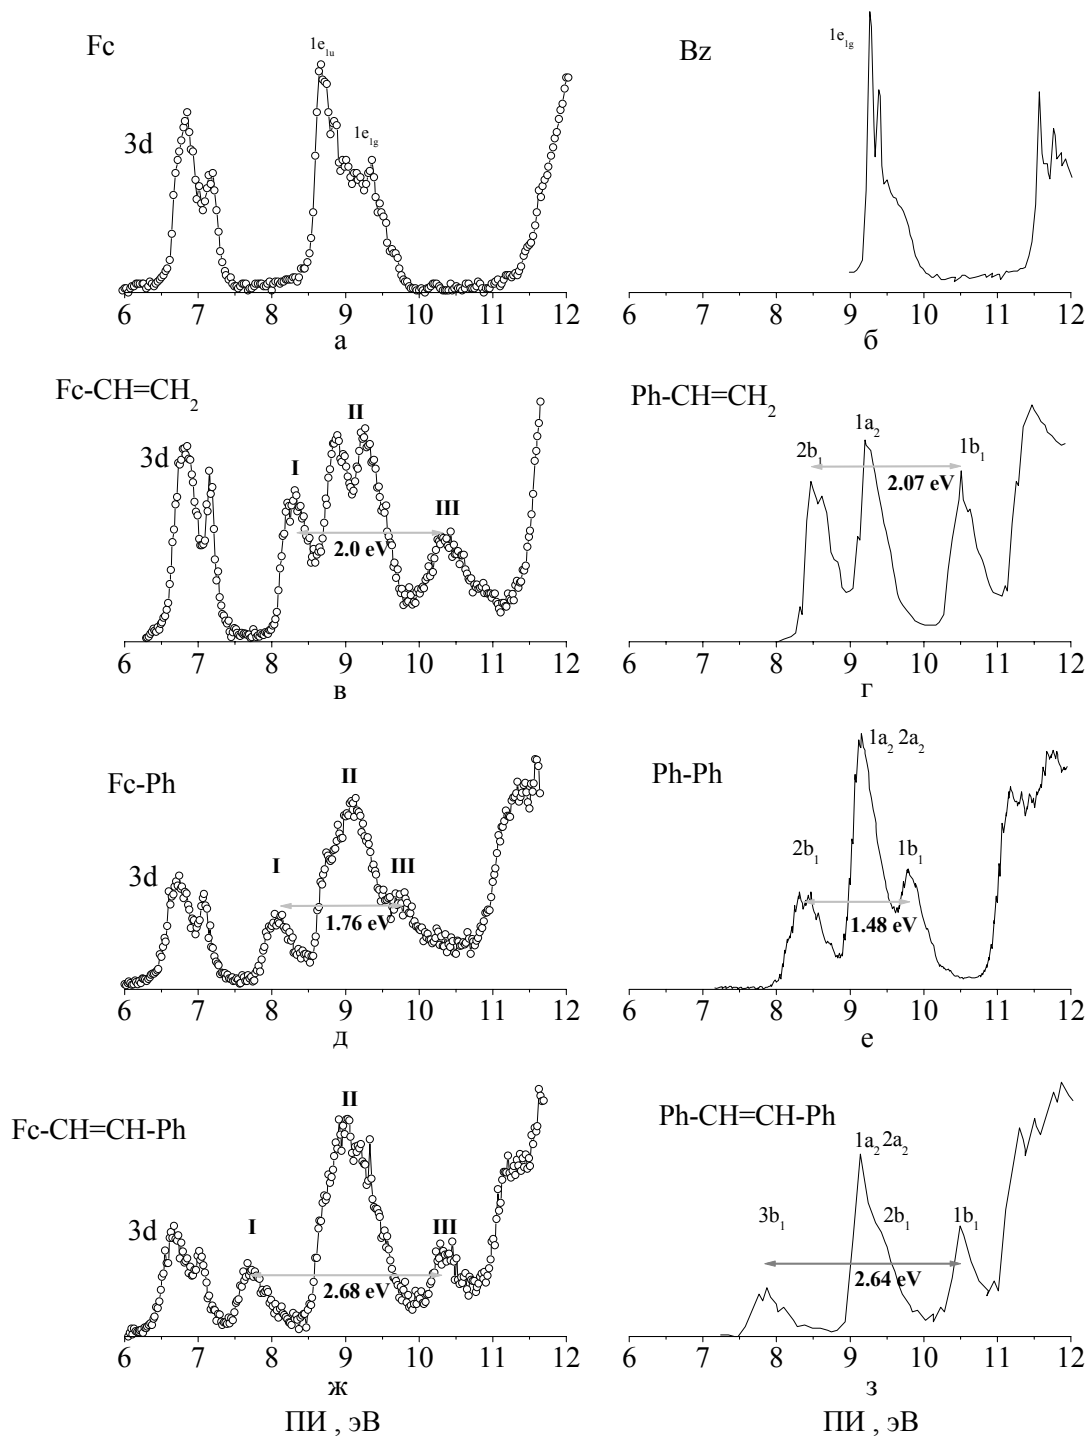 Fc
1e1u
1e1g
3d
6 7 8 9 10 11 12
а
Bz
1e1g
6 7 8 9 10 11 12
б
Fc-CH=CH2
3d
I
II
III
2.0 eV
6 7 8 9 10 11 12
в
Ph-CH=CH2
2b1
1a2
1b1
2.07 eV
6 7 8 9 10 11 12
г
Fc-Ph
3d
I
II
III
1.76 eV
6 7 8 9 10 11 12
д
Ph-Ph
2b1
1a2 2a2
1b1
1.48 eV
6 7 8 9 10 11 12
е
Fc-CH=CH-Ph
3d
I
II
III
2.68 eV
6 7 8 9 10 11 12
ж
ПИ , эВ
Ph-CH=CH-Ph
3b1
1a2 2a2
2b1
1b1
2.64 eV
6 7 8 9 10 11 12
з
ПИ , эВ